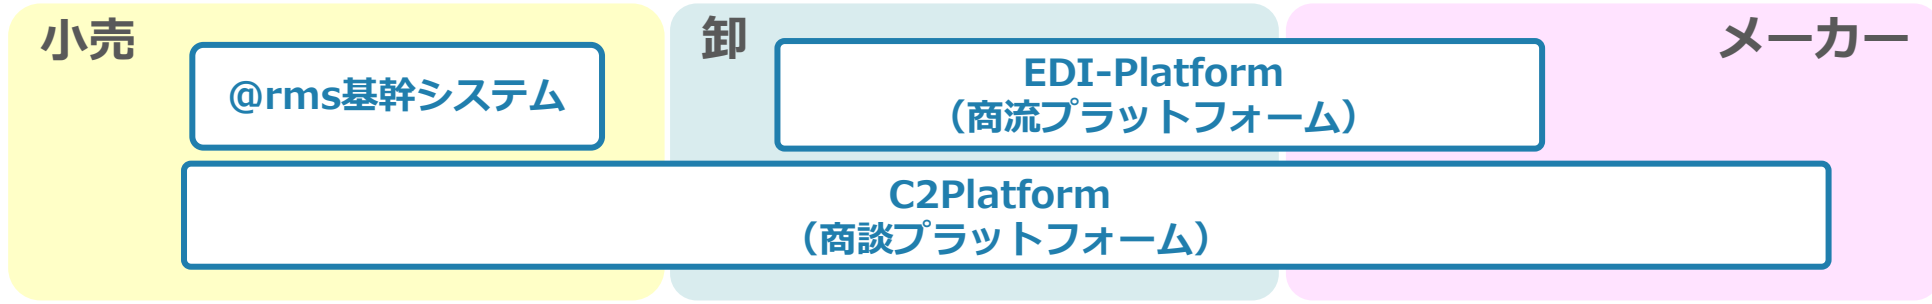 小売
卸
メーカー
@rms基幹システム
EDI-Platform
（商流プラットフォーム）
C2Platform
（商談プラットフォーム）